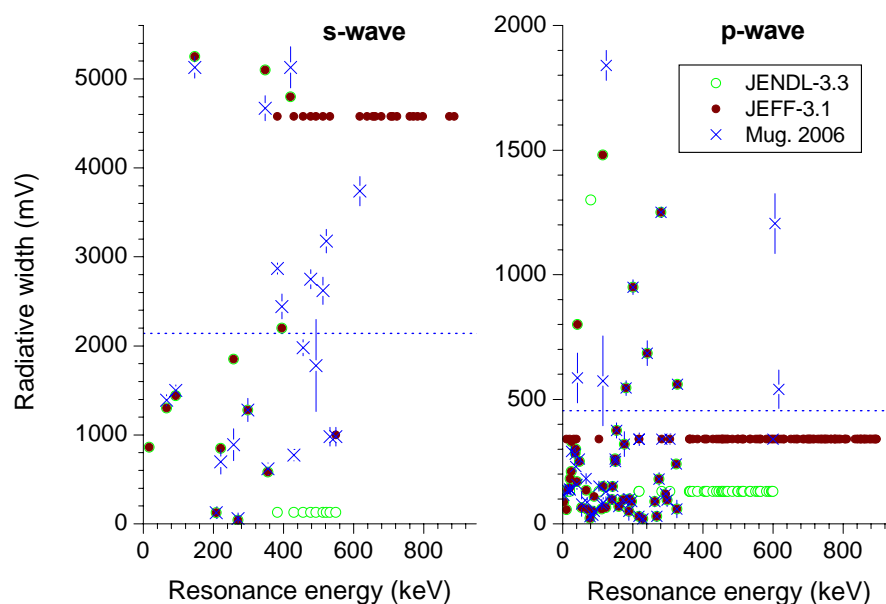 s-wave
p-wave
JENDL-3.3
JEFF-3.1
Mug. 2006
Radiative width (mV)
5000
4000
3000
2000
1000
0
0 200 400 600 800
Resonance energy (keV)
2000
1500
1000
500
0
0 200 400 600 800
Resonance energy (keV)